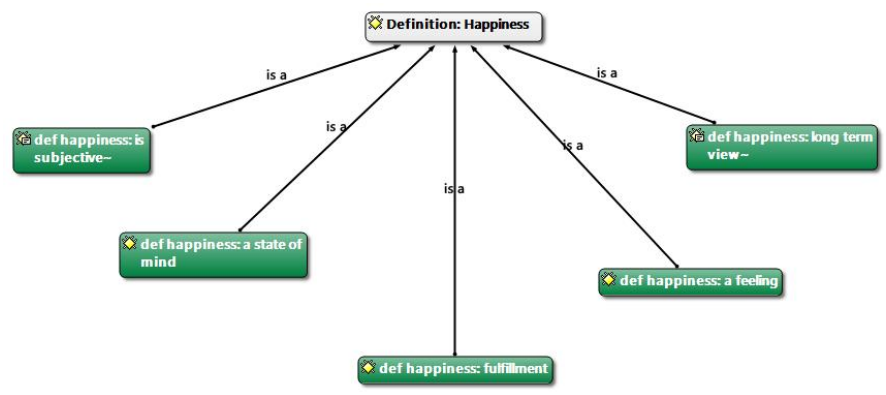 Definition: Happiness
is a
is a
is a
is a
is a
def happiness: is
subjective~
def happiness: long term
view~
def happiness: a state of
mind
def happiness: a feeling
def happiness: fulfillment